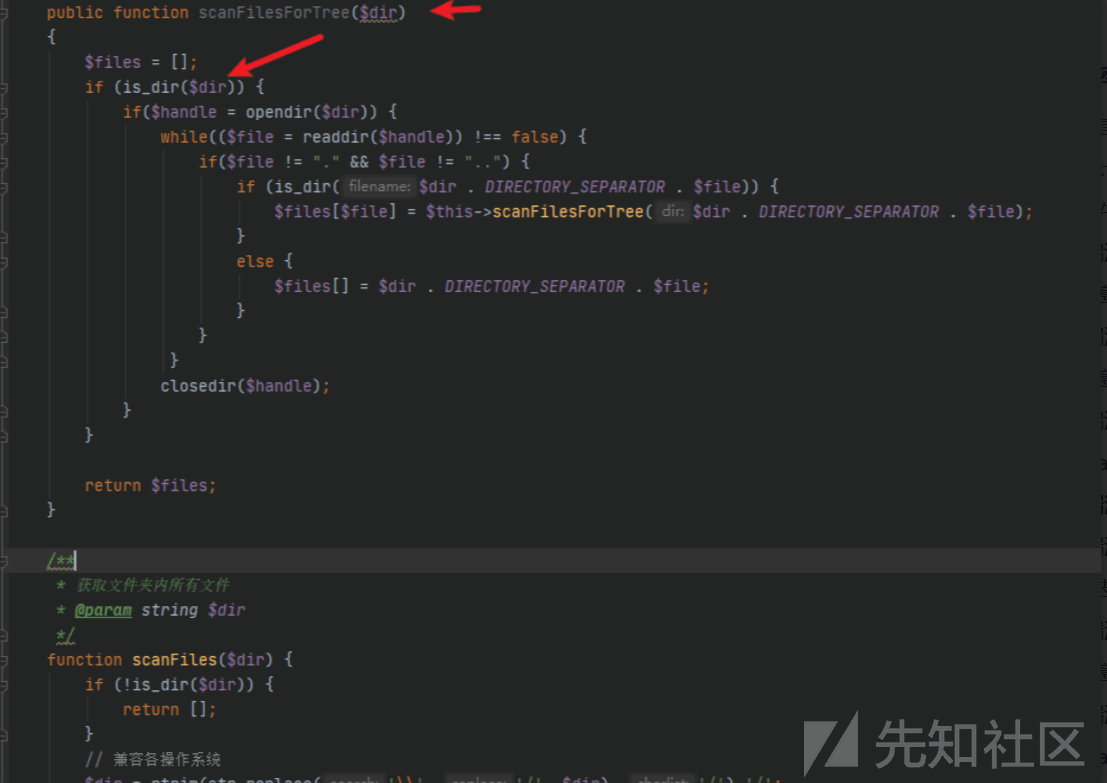 public function scanFilesForTree($dir)
{
$files = [];
if (is_dir($dir)) {
if($handle = opendir($dir)) {
while(($file = readdir($handle)) !== false) {
if($file != "." && $file != "..") {
if (is_dir( filename: $dir . DIRECTORY_SEPARATOR . $file)) {
$files[$file] = $this->scanFilesForTree( dir: $dir . DIRECTORY_SEPARATOR . $file);
}
else {
$files[] = $dir . DIRECTORY_SEPARATOR . $file;
}
}
}
closedir($handle);
}
}
return $files;
}
/**
* 获取文件夹内所有文件
* @param string $dir
*/
function scanFiles($dir) {
if (!is_dir($dir)) {
return [];
}
// 兼容各操作系统
先知社区